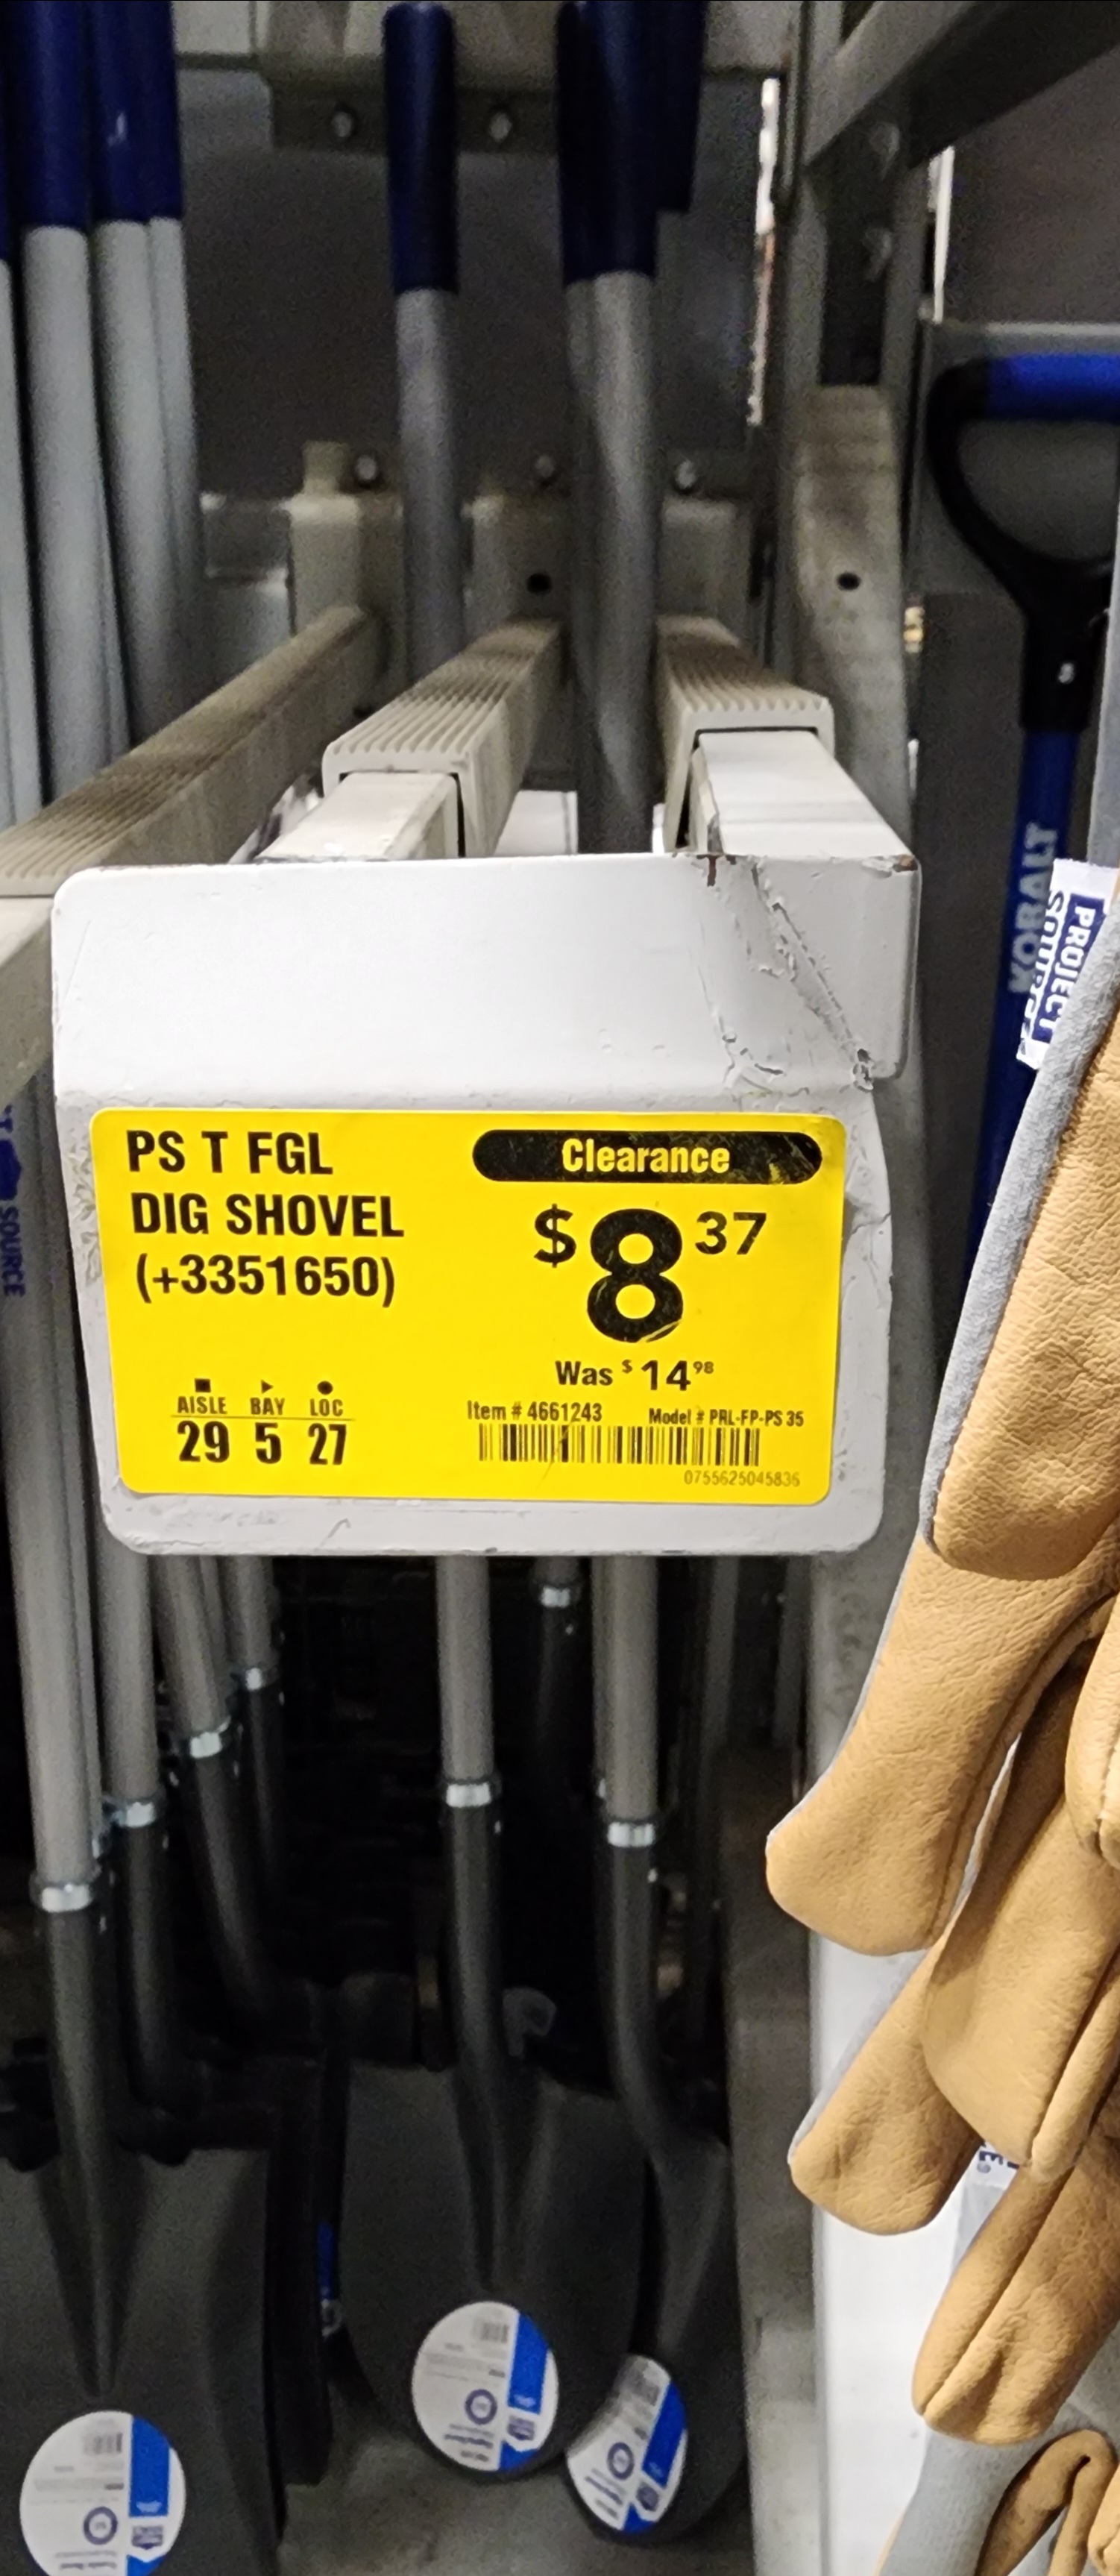 KOBALT
PROJECT
SOURCE
SOURCE
PS T FGL
DIG SHOVEL
(+3351650)
Clearance
$8 37
Was $14 98
AISLE BAY LOC
29 5 27
Item # 4661243 Model # PRL-FP-PS 35
0755625045836